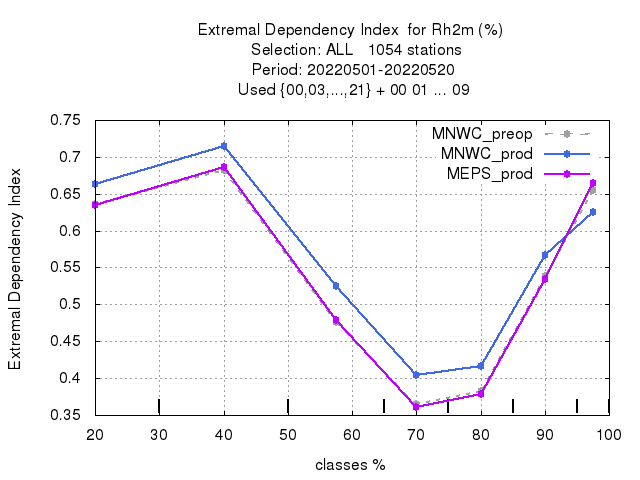 Extremal Dependency Index  for Rh2m (%)
Selection: ALL   1054 stations
Period: 20220501-20220520
Used {00,03,...,21} + 00 01 ... 09
MNWC_preop
MNWC_prod
MEPS_prod
Extremal Dependency Index
0.75
0.7
0.65
0.6
0.55
0.5
0.45
0.4
0.35
20 30 40 50 60 70 80 90 100
classes %